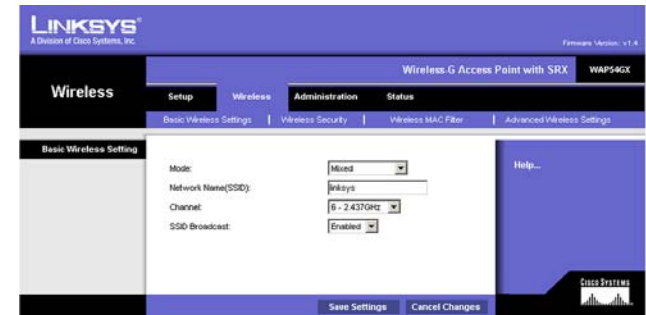 LINKSYS®
A Division of Cisco Systems, Inc.
Firmware Version: v1.4
Wireless-G Access Point with SRX WAP54GX
Wireless
Setup Wireless Administration Status
Basic Wireless Settings | Wireless Security | Wireless MAC Filter | Advanced Wireless Settings
Basic Wireless Setting
Mode: Mixed
Help...
Network Name(SSID): linksys
Channel: 6 - 2.437GHz
SSID Broadcast: Enabled
CISCO SYSTEMS
Save Settings Cancel Changes